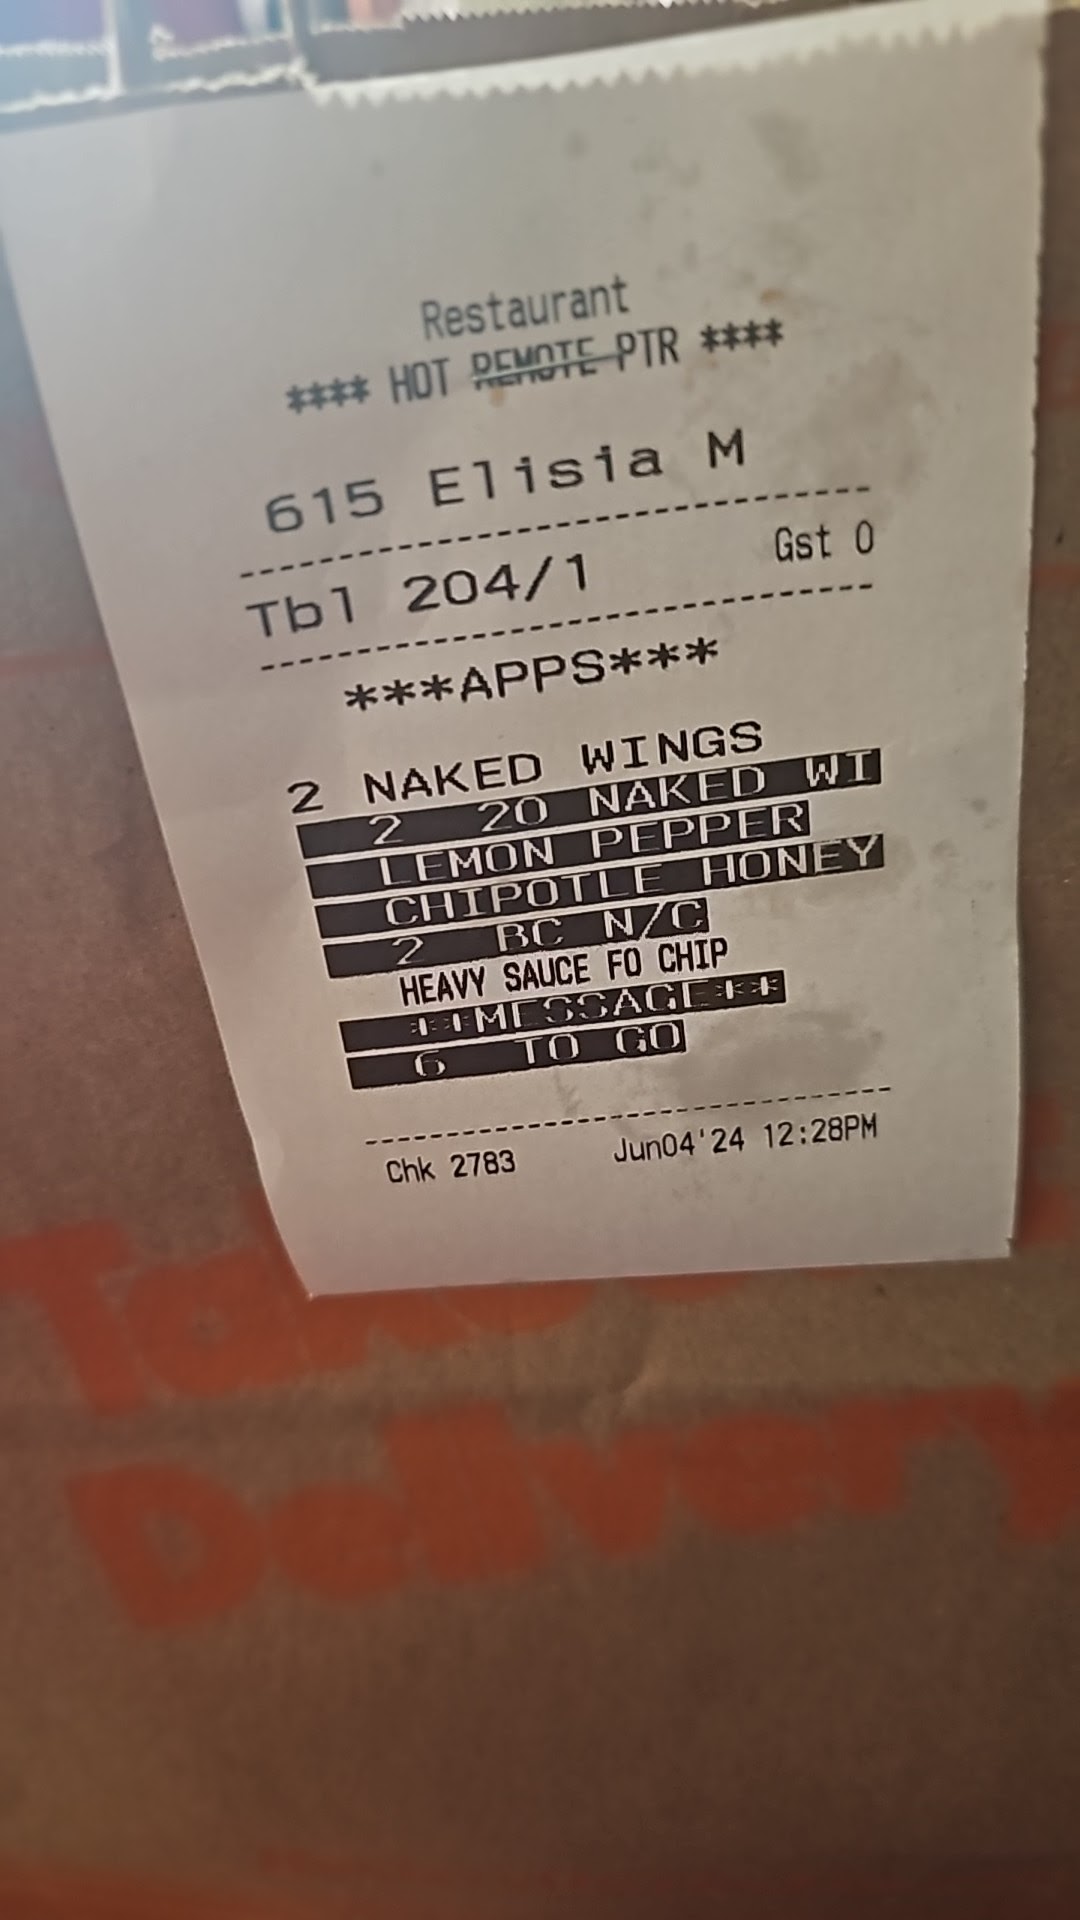 Restaurant
**** HOT REMOTE PTR ****
615 Elisia M
Tbl 204/1 Gst 0
***APPS***
2 NAKED WINGS
2 20 NAKED WI
LEMON PEPPER
CHIPOTLE HONEY
2 BC N/C
HEAVY SAUCE FO CHIP
**MESSAGE**
6 TO GO
Chk 2783 Jun04'24 12:28PM
Delivery